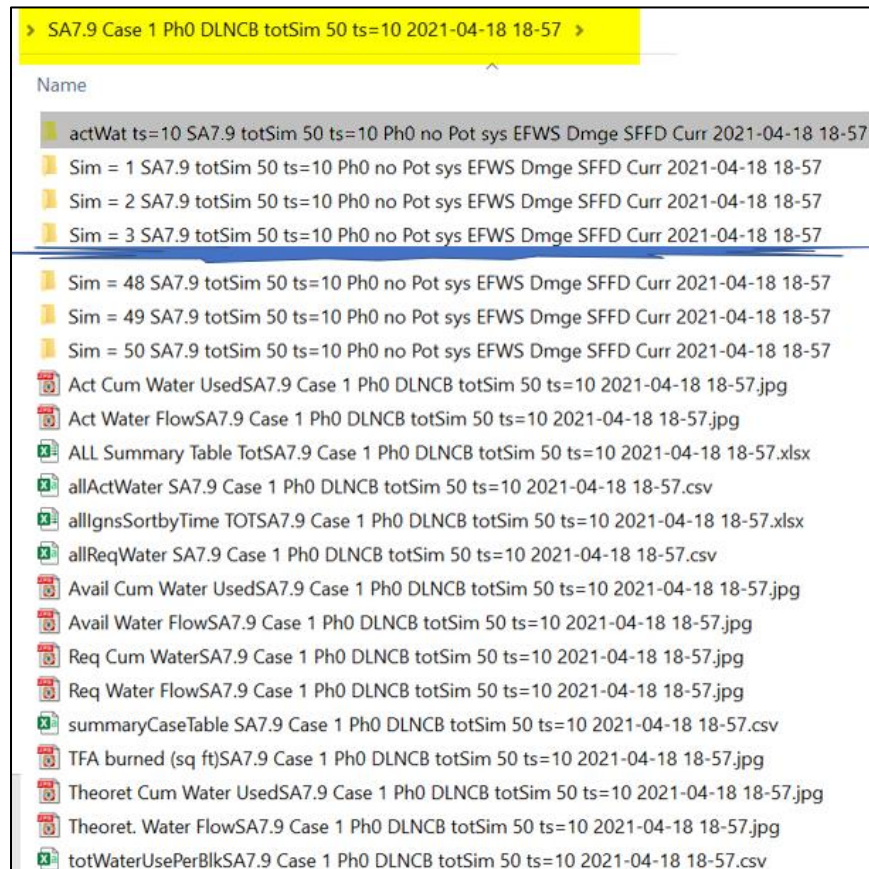 > SA7.9 Case 1 Ph0 DLNCB totSim 50 ts=10 2021-04-18 18-57 >
Name
actWat ts=10 SA7.9 totSim 50 ts=10 Ph0 no Pot sys EFWS Dmge SFFD Curr 2021-04-18 18-57
Sim = 1 SA7.9 totSim 50 ts=10 Ph0 no Pot sys EFWS Dmge SFFD Curr 2021-04-18 18-57
Sim = 2 SA7.9 totSim 50 ts=10 Ph0 no Pot sys EFWS Dmge SFFD Curr 2021-04-18 18-57
Sim = 3 SA7.9 totSim 50 ts=10 Ph0 no Pot sys EFWS Dmge SFFD Curr 2021-04-18 18-57
Sim = 48 SA7.9 totSim 50 ts=10 Ph0 no Pot sys EFWS Dmge SFFD Curr 2021-04-18 18-57
Sim = 49 SA7.9 totSim 50 ts=10 Ph0 no Pot sys EFWS Dmge SFFD Curr 2021-04-18 18-57
Sim = 50 SA7.9 totSim 50 ts=10 Ph0 no Pot sys EFWS Dmge SFFD Curr 2021-04-18 18-57
Act Cum Water UsedSA7.9 Case 1 Ph0 DLNCB totSim 50 ts=10 2021-04-18 18-57.jpg
Act Water FlowSA7.9 Case 1 Ph0 DLNCB totSim 50 ts=10 2021-04-18 18-57.jpg
ALL Summary Table TotSA7.9 Case 1 Ph0 DLNCB totSim 50 ts=10 2021-04-18 18-57.xlsx
allActWater SA7.9 Case 1 Ph0 DLNCB totSim 50 ts=10 2021-04-18 18-57.csv
allIgnsSortbyTime TOTSA7.9 Case 1 Ph0 DLNCB totSim 50 ts=10 2021-04-18 18-57.xlsx
allReqWater SA7.9 Case 1 Ph0 DLNCB totSim 50 ts=10 2021-04-18 18-57.csv
Avail Cum Water UsedSA7.9 Case 1 Ph0 DLNCB totSim 50 ts=10 2021-04-18 18-57.jpg
Avail Water FlowSA7.9 Case 1 Ph0 DLNCB totSim 50 ts=10 2021-04-18 18-57.jpg
Req Cum WaterSA7.9 Case 1 Ph0 DLNCB totSim 50 ts=10 2021-04-18 18-57.jpg
Req Water FlowSA7.9 Case 1 Ph0 DLNCB totSim 50 ts=10 2021-04-18 18-57.jpg
summaryCaseTable SA7.9 Case 1 Ph0 DLNCB totSim 50 ts=10 2021-04-18 18-57.csv
TFA burned (sq ft)SA7.9 Case 1 Ph0 DLNCB totSim 50 ts=10 2021-04-18 18-57.jpg
Theoret Cum Water UsedSA7.9 Case 1 Ph0 DLNCB totSim 50 ts=10 2021-04-18 18-57.jpg
Theoret. Water FlowSA7.9 Case 1 Ph0 DLNCB totSim 50 ts=10 2021-04-18 18-57.jpg
totWaterUsePerBlkSA7.9 Case 1 Ph0 DLNCB totSim 50 ts=10 2021-04-18 18-57.csv